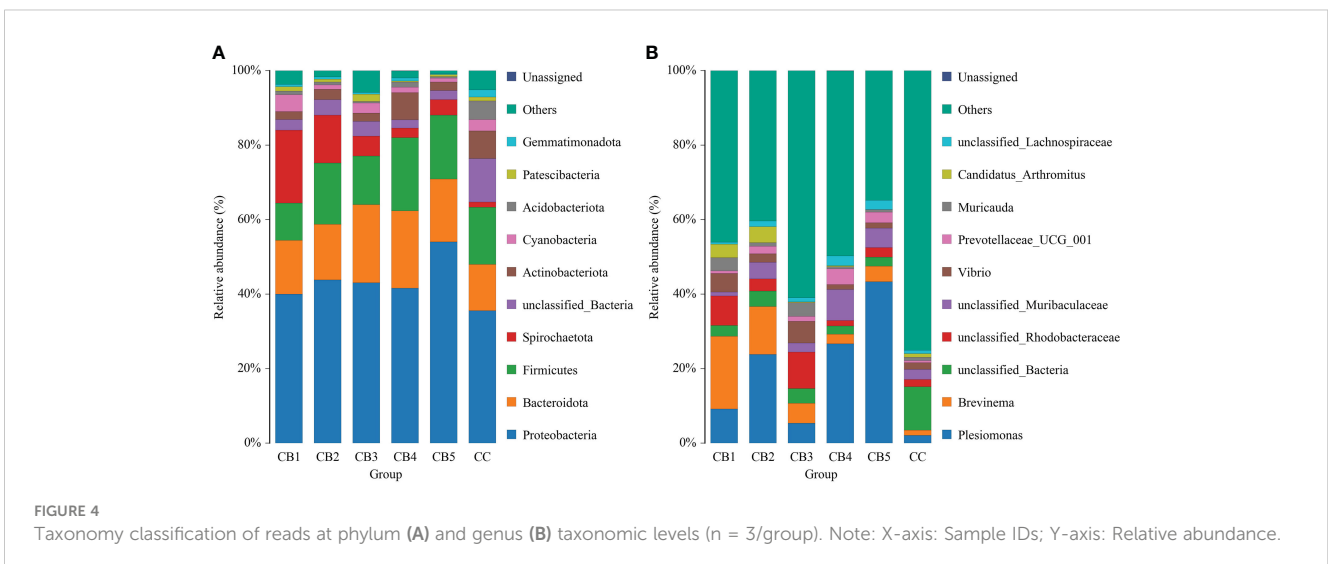 A
100%
80%
60%
40%
20%
0%
Relative abundance (%)
CB1 CB2 CB3 CB4 CB5 CC
Group
Unassigned
Others
Gemmatimonadota
Patescibacteria
Acidobacteriota
Cyanobacteria
Actinobacteriota
unclassified_Bacteria
Spirochaetota
Firmicutes
Bacteroidota
Proteobacteria
B
100%
80%
60%
40%
20%
0%
Relative abundance (%)
CB1 CB2 CB3 CB4 CB5 CC
Group
Unassigned
Others
unclassified_Lachnospiraceae
Candidatus_Arthromitus
Muricauda
Prevotellaceae_UCG_001
Vibrio
unclassified_Muribaculaceae
unclassified_Rhodobacteraceae
unclassified_Bacteria
Brevinema
Plesiomonas
FIGURE 4
Taxonomy classification of reads at phylum (A) and genus (B) taxonomic levels (n = 3/group). Note: X-axis: Sample IDs; Y-axis: Relative abundance.